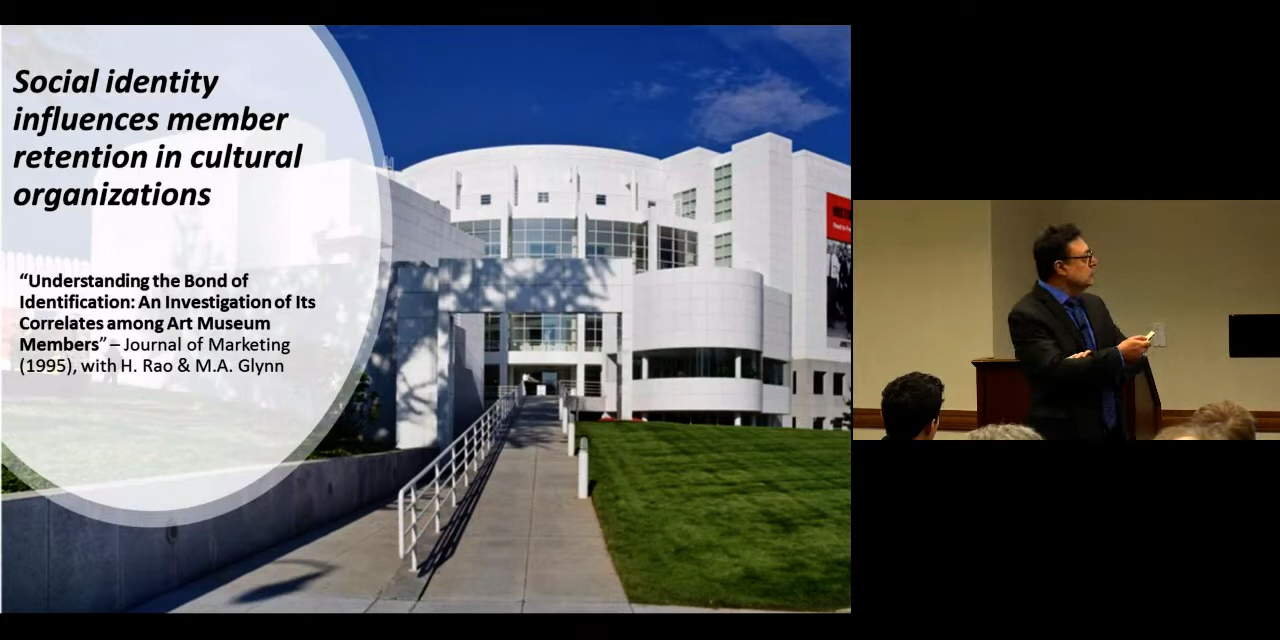 Social identity
influences member
retention in cultural
organizations
“Understanding the Bond of
Identification: An Investigation of Its
Correlates among Art Museum
Members” – Journal of Marketing
(1995), with H. Rao & M.A. Glynn